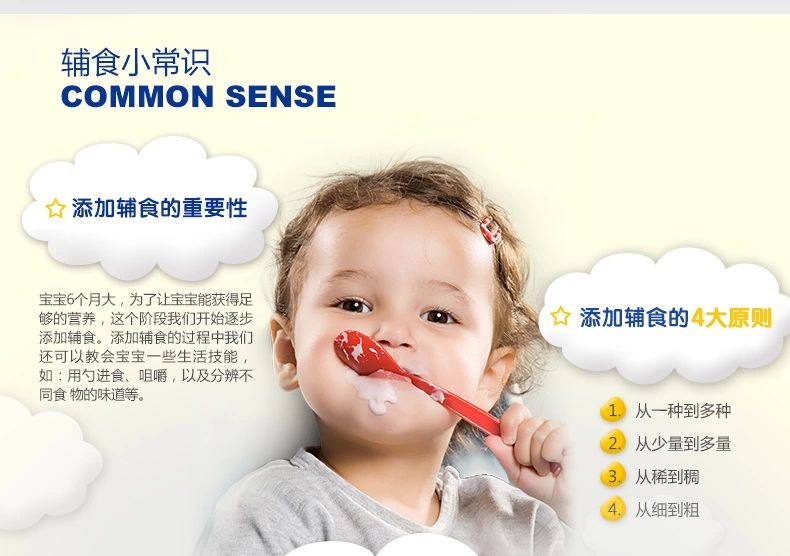 辅食小常识
COMMON SENSE
添加辅食的重要性
宝宝6个月大，为了让宝宝能获得足
够的营养，这个阶段我们开始逐步
添加辅食。添加辅食的过程中我们
还可以教会宝宝一些生活技能，
如：用勺进食、咀嚼，以及分辨不
同食 物的味道等。
添加辅食的4大原则
1. 从一种到多种
2. 从少量到多量
3. 从稀到稠
4. 从细到粗